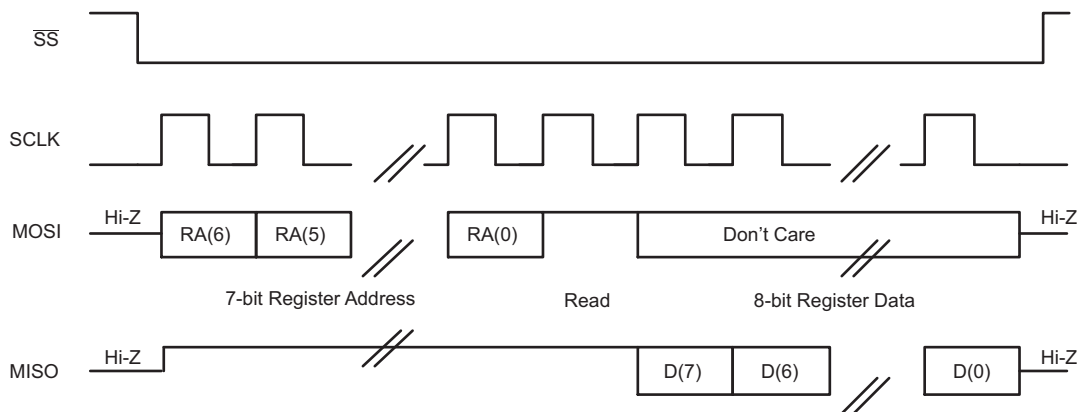 SS
SCLK
Hi-Z
MOSI
RA(6)
RA(5)
RA(0)
Don't Care
Hi-Z
7-bit Register Address
Read
8-bit Register Data
Hi-Z
MISO
D(7)
D(6)
D(0)
Hi-Z